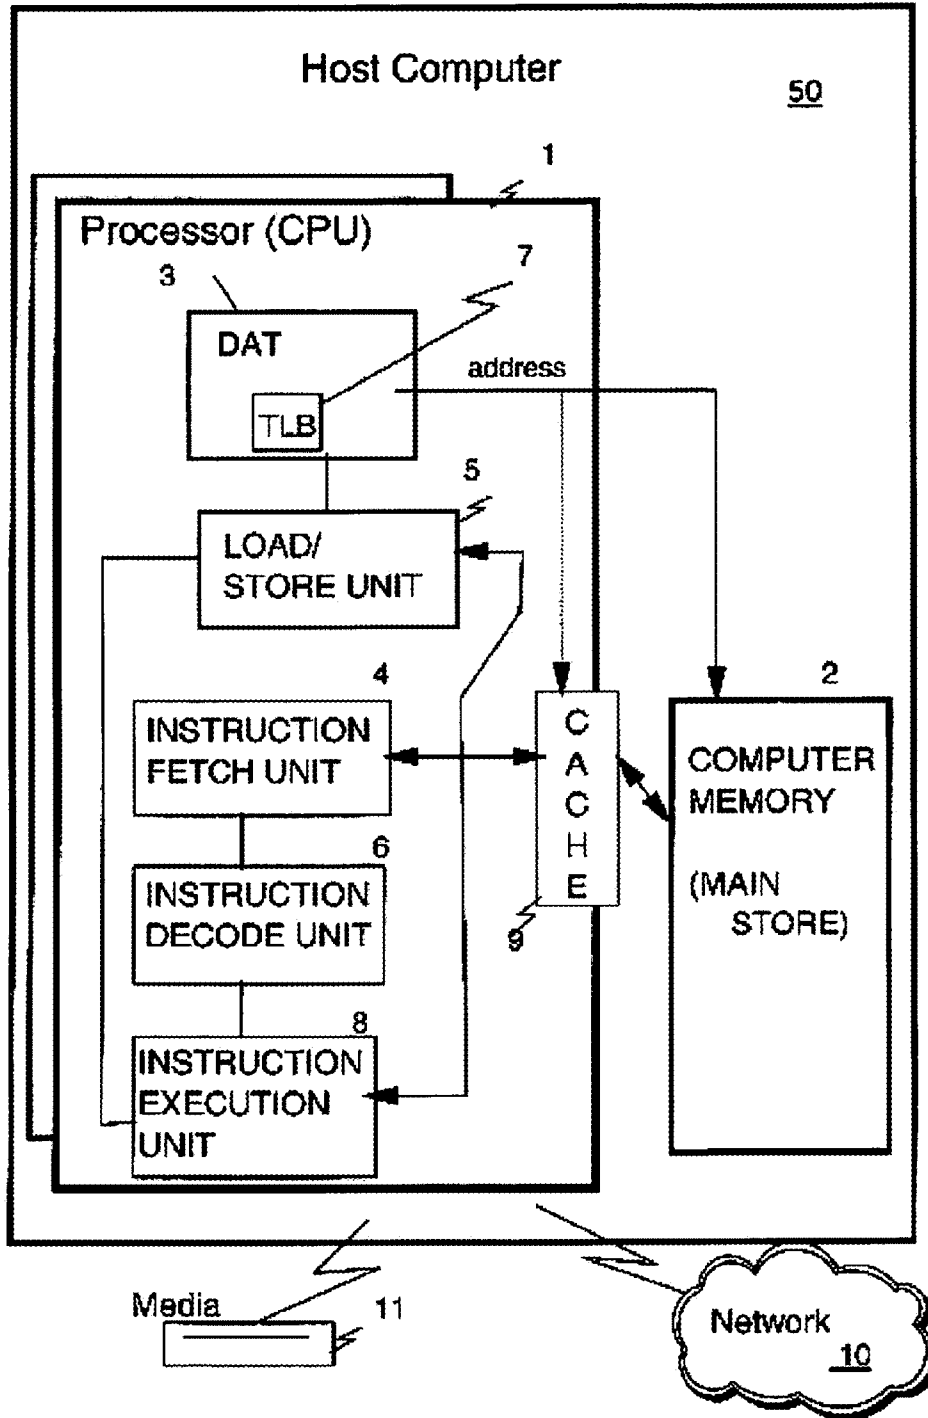 Host Computer
50
1
Processor (CPU)
3
7
DAT
address
TLB
5
LOAD/
STORE UNIT
4
2
INSTRUCTION
FETCH UNIT
C
A
C
H
E
COMPUTER
MEMORY
(MAIN
STORE)
6
INSTRUCTION
DECODE UNIT
9
8
INSTRUCTION
EXECUTION
UNIT
Media
11
Network
10